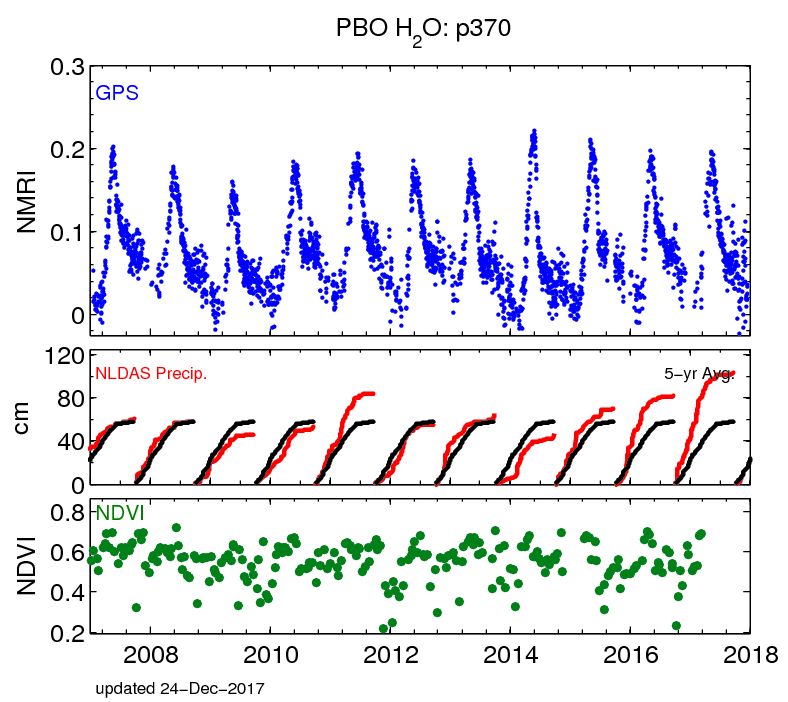 PBO H2O: p370
0.3
GPS
0.2
NMRI
0.1
0
120
NLDAS Precip.
5-yr Avg.
80
cm
40
0
0.8
NDVI
0.6
NDVI
0.4
0.2
2008 2010 2012 2014 2016 2018
updated 24-Dec-2017